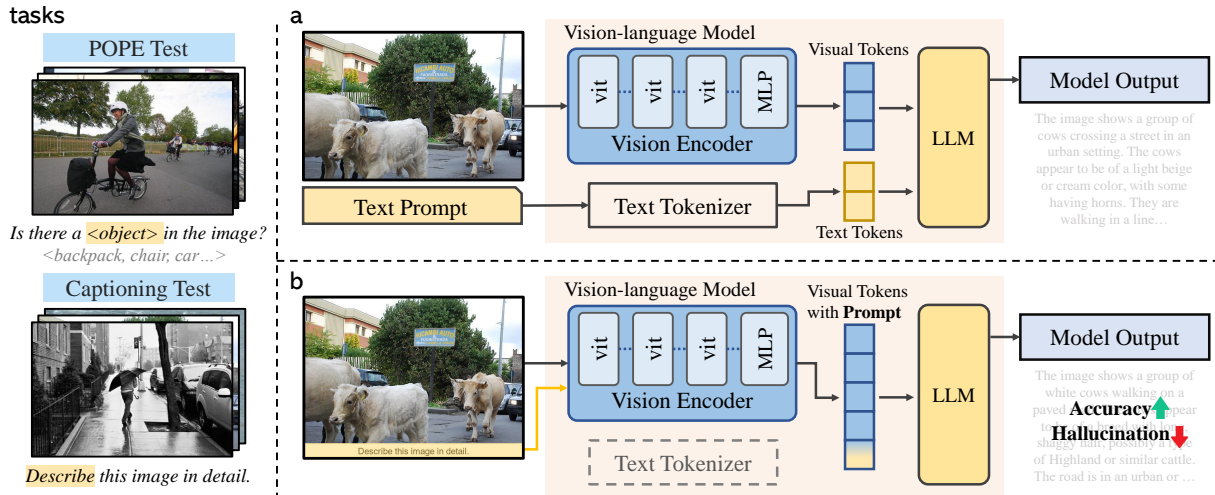 tasks
POPE Test
Is there a <object> in the image?
<backpack, chair, car...>
Captioning Test
Describe this image in detail.
a
Text Prompt
Vision-language Model
vit
vit
vit
MLP
Vision Encoder
Text Tokenizer
Visual Tokens
Text Tokens
LLM
Model Output
The image shows a group of
cows crossing a street in an
urban setting. The cows
appear to be of a light beige
or cream color, with some
having horns. They are
walking in a line…
b
Describe this image in detail.
Vision-language Model
vit
vit
vit
MLP
Vision Encoder
Text Tokenizer
Visual Tokens
with Prompt
LLM
Model Output
The image shows a group of
white cows walking on a
paved
Accuracy
Hallucination
shaggy hair, possibly a type
of Highland or similar cattle.
The road is in an urban or …